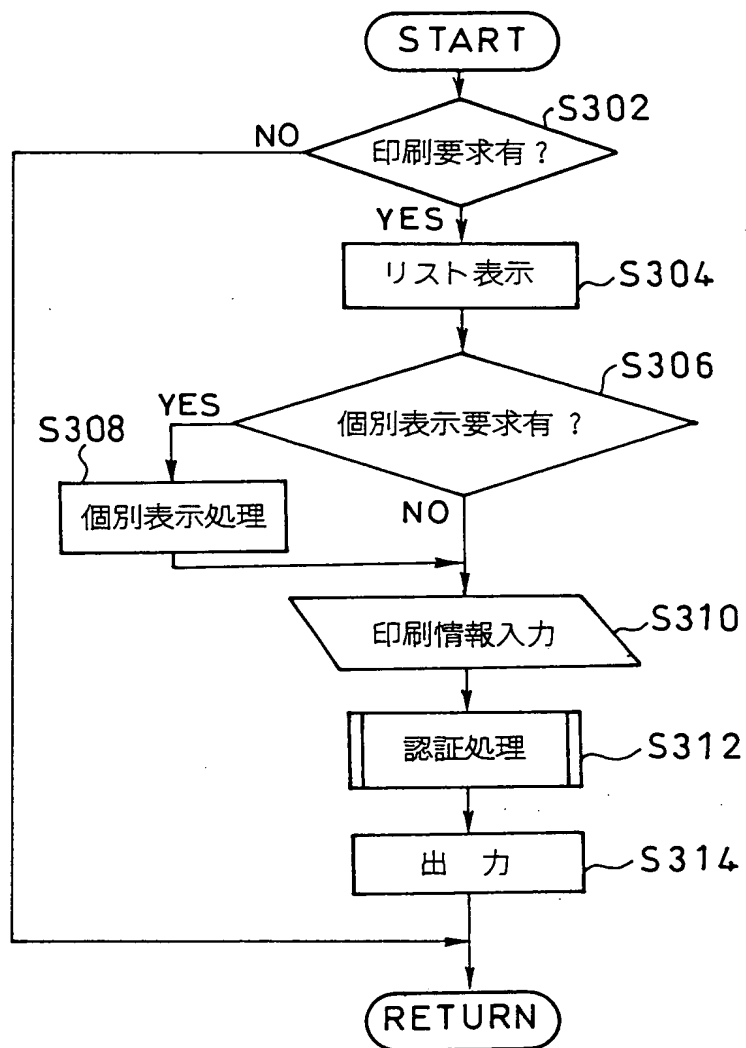 START
S302
NO
印刷要求有?
YES
リスト表示
S304
S306
YES
個別表示要求有?
S308
個別表示処理
NO
印刷情報入力
S310
認証処理
S312
出 力
S314
RETURN